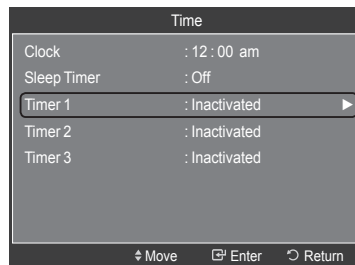 Time
Clock : 12 : 00 am
Sleep Timer : Off
Timer 1 : Inactivated
Timer 2 : Inactivated
Timer 3 : Inactivated
Move Enter Return